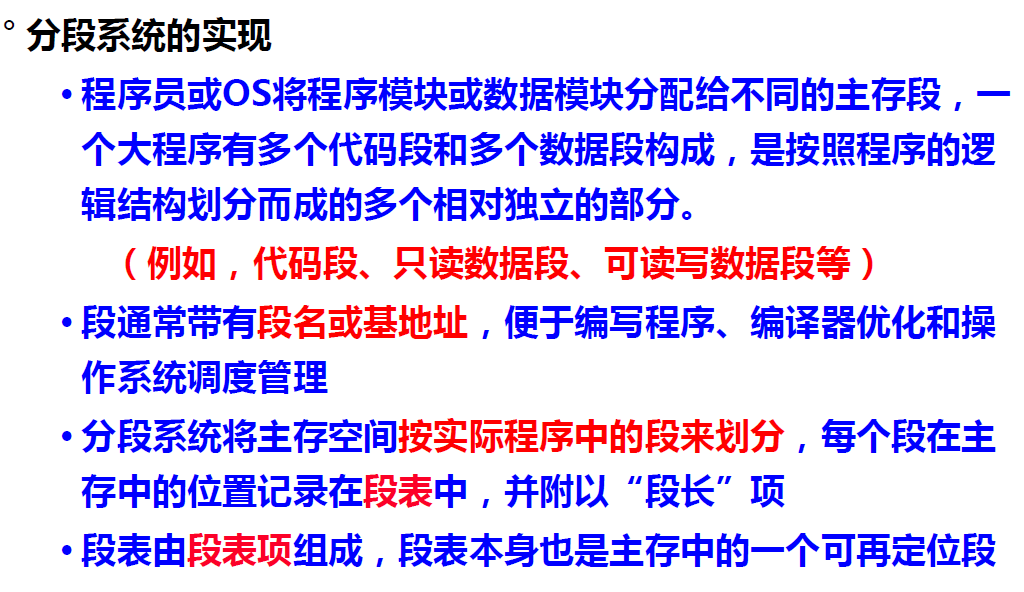 ° 分段系统的实现
• 程序员或OS将程序模块或数据模块分配给不同的主存段，一
个大程序有多个代码段和多个数据段构成，是按照程序的逻
辑结构划分而成的多个相对独立的部分。
（例如，代码段、只读数据段、可读写数据段等）
• 段通常带有段名或基地址，便于编写程序、编译器优化和操
作系统调度管理
• 分段系统将主存空间按实际程序中的段来划分，每个段在主
存中的位置记录在段表中，并附以“段长”项
• 段表由段表项组成，段表本身也是主存中的一个可再定位段